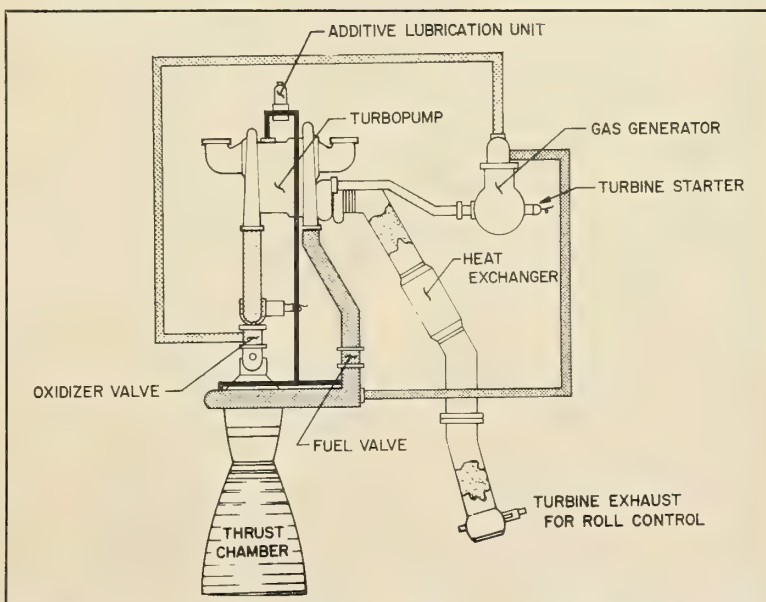 ADDITIVE LUBRICATION UNIT
TURBOPUMP
GAS GENERATOR
TURBINE STARTER
HEAT
EXCHANGER
OXIDIZER VALVE
FUEL VALVE
THRUST
CHAMBER
TURBINE EXHAUST
FOR ROLL CONTROL